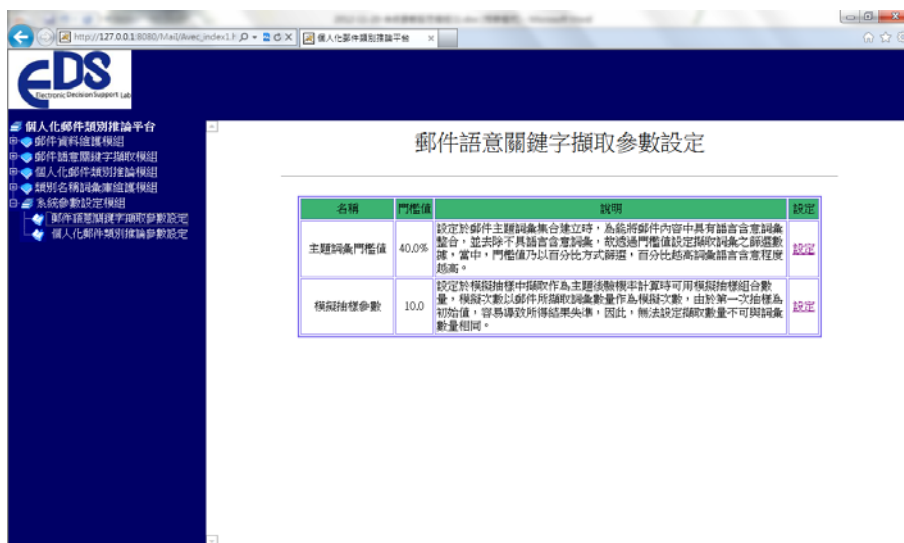 http://127.0.0.1:8080/Mail/Avec_index1.h
個人化郵件類別推論平台
EDS
Electronic Decision Support Lab
個人化郵件類別推論平台
郵件資料維護模組
郵件語意關鍵字擷取模組
個人化郵件類別推論模組
類別名稱詞彙庫維護模組
系統參數設定模組
郵件語意關鍵字擷取參數設定
個人化郵件類別推論參數設定
郵件語意關鍵字擷取參數設定
名稱 門檻值 說明 設定
主題詞彙門檻值 40.0% 設定於郵件主題詞彙集合建立時，為能將郵件內容中具有語言含意詞彙
整合，並去除不具語言含意詞彙，故透過門檻值設定擷取詞彙之篩選數
據，當中，門檻值乃以百分比方式篩選，百分比越高詞彙語言含意程度
越高。 設定
模擬抽樣參數 10.0 設定於模擬抽樣中擷取作為主題後驗機率計算時可用模擬抽樣組合數
量，模擬次數以郵件所擷取詞彙數量作為模擬次數，由於第一次抽樣為
初始值，容易導致所得結果失準，因此，無法設定擷取數量不可與詞彙
數量相同。 設定